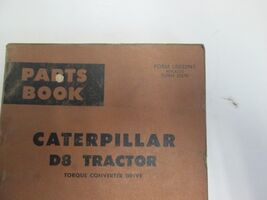 PARTS
BOOK
CATERPILLAR
D8 TRACTOR
TORQUE CONVERTER DRIVE